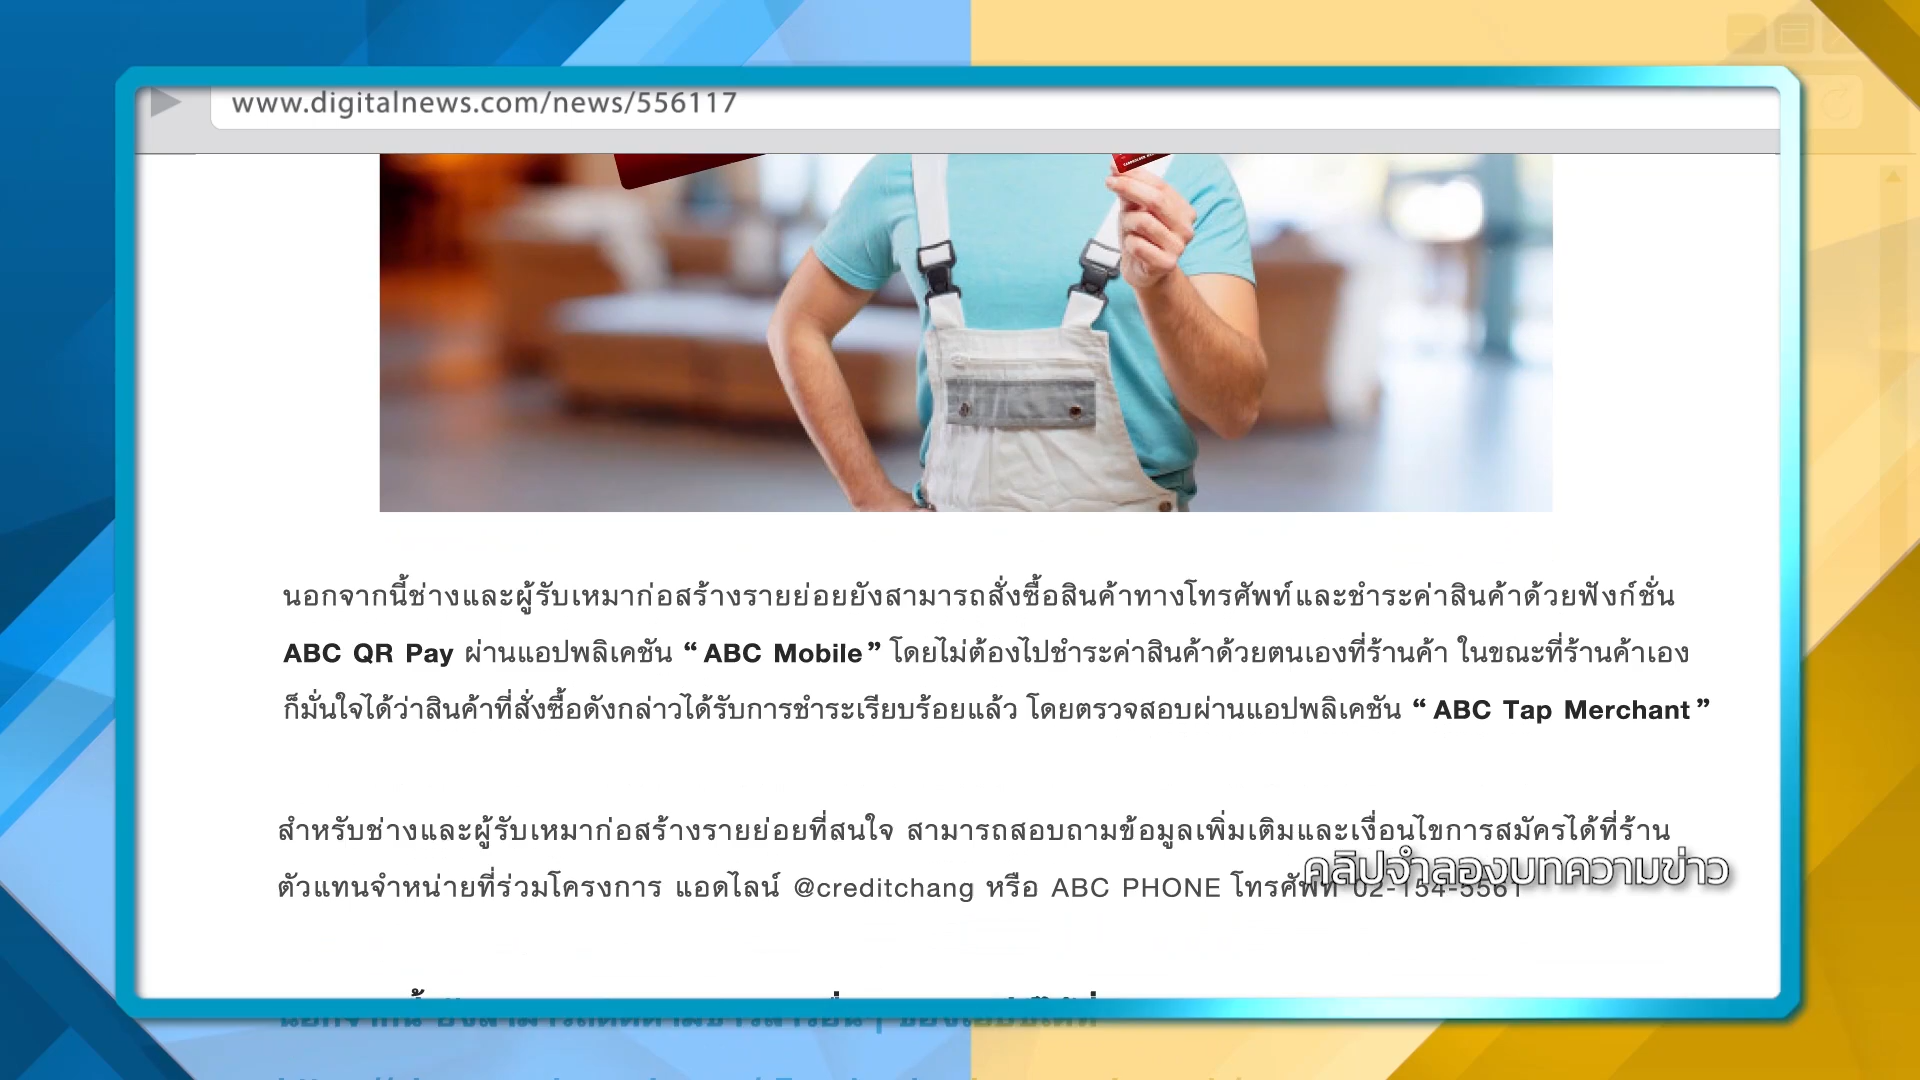 www.digitalnews.com/news/556117
นอกจากนี้ช่างและผู้รับเหมาก่อสร้างรายย่อยยังสามารถสั่งซื้อสินค้าทางโทรศัพท์และชำระค่าสินค้าด้วยฟังก์ชั่น
ABC QR Pay ผ่านแอปพลิเคชัน “ABC Mobile” โดยไม่ต้องไปชำระค่าสินค้าด้วยตนเองที่ร้านค้า ในขณะที่ร้านค้าเอง
ก็มั่นใจได้ว่าสินค้าที่สั่งซื้อดังกล่าวได้รับการชำระเรียบร้อยแล้ว โดยตรวจสอบผ่านแอปพลิเคชัน “ABC Tap Merchant”
สำหรับช่างและผู้รับเหมาก่อสร้างรายย่อยที่สนใจ สามารถสอบถามข้อมูลเพิ่มเติมและเงื่อนไขการสมัครได้ที่ร้าน
ตัวแทนจำหน่ายที่ร่วมโครงการ แอดไลน์ @creditchang หรือ ABC PHONE โทรศัพท์ 02-154-5561
คลิปจำลองบทความข่าว